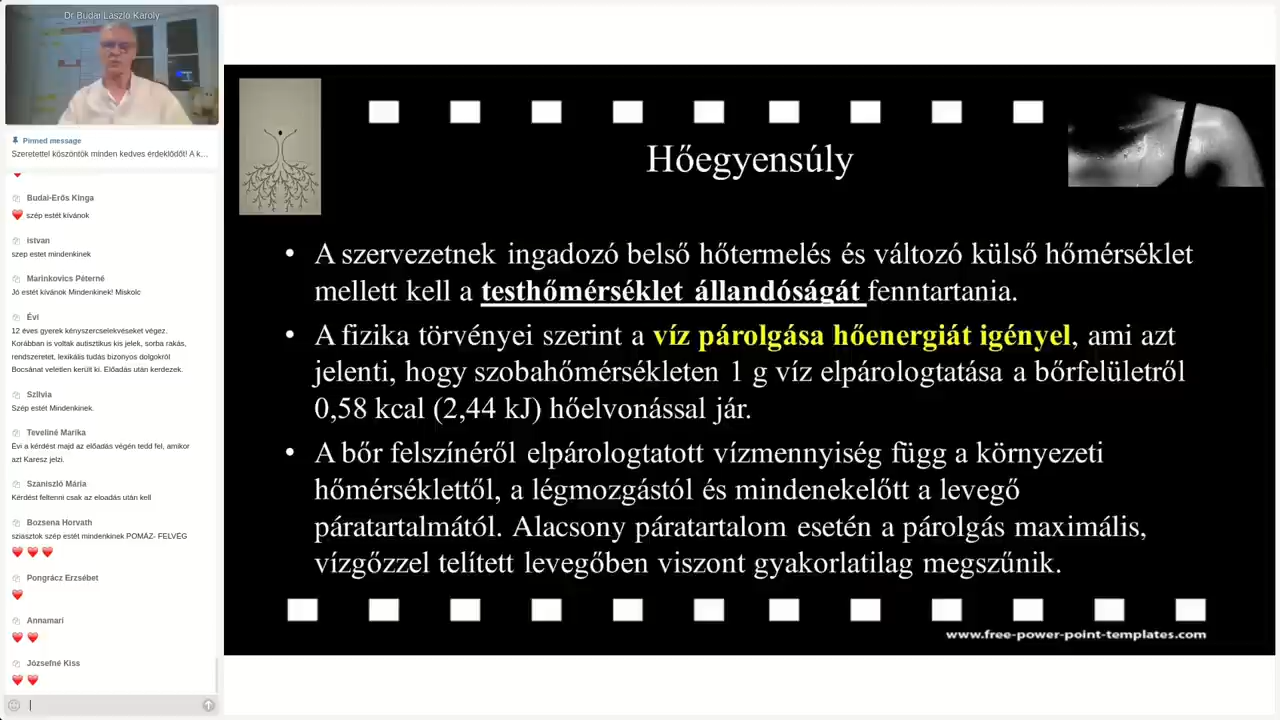 Dr Budai László Károly
Pinned message
Szeretettel köszöntök minden kedves érdeklődőt! A k...
Budai-Erős Kinga
szép estét kívánok
istvan
szep estet mindenkinek
Marinkovics Péterné
Jó estét kívánok Mindenkinek! Miskolc
Évi
12 éves gyerek kényszercselekvéseket végez.
Korábban is voltak autisztikus kis jelek, sorba rakás,
rendszeretet, lexikális tudás bizonyos dolgokról
Bocsánat veletlen került ki. Előadás után kerdezek.
Szilvia
Szép estét Mindenkinek.
Teveliné Marika
Évi a kérdést majd az előadás végén tedd fel, amikor
azt Karesz jelzi.
Szaniszló Mária
Kérdést feltenni csak az eloadás után kell
Bozsena Horvath
sziasztok szép estét mindenkinek POMÁZ- FELVÉG
Pongrácz Erzsébet
Annamari
Józsefné Kiss
Hőegyensúly
• A szervezetnek ingadozó belső hőtermelés és változó külső hőmérséklet
mellett kell a testhőmérséklet állandóságát fenntartania.
• A fizika törvényei szerint a víz párolgása hőenergiát igényel, ami azt
jelenti, hogy szobahőmérsékleten 1 g víz elpárologtatása a bőrfelületről
0,58 kcal (2,44 kJ) hőelvonással jár.
• A bőr felszínéről elpárologtatott vízmennyiség függ a környezeti
hőmérséklettől, a légmozgástól és mindenekelőtt a levegő
páratartalmától. Alacsony páratartalom esetén a párolgás maximális,
vízgőzzel telített levegőben viszont gyakorlatilag megszűnik.
www.free-power-point-templates.com